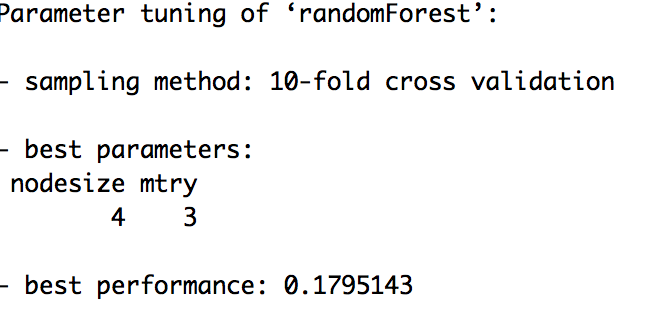 Parameter tuning of ‘randomForest’:
- sampling method: 10-fold cross validation
- best parameters:
nodesize mtry
4 3
- best performance: 0.1795143